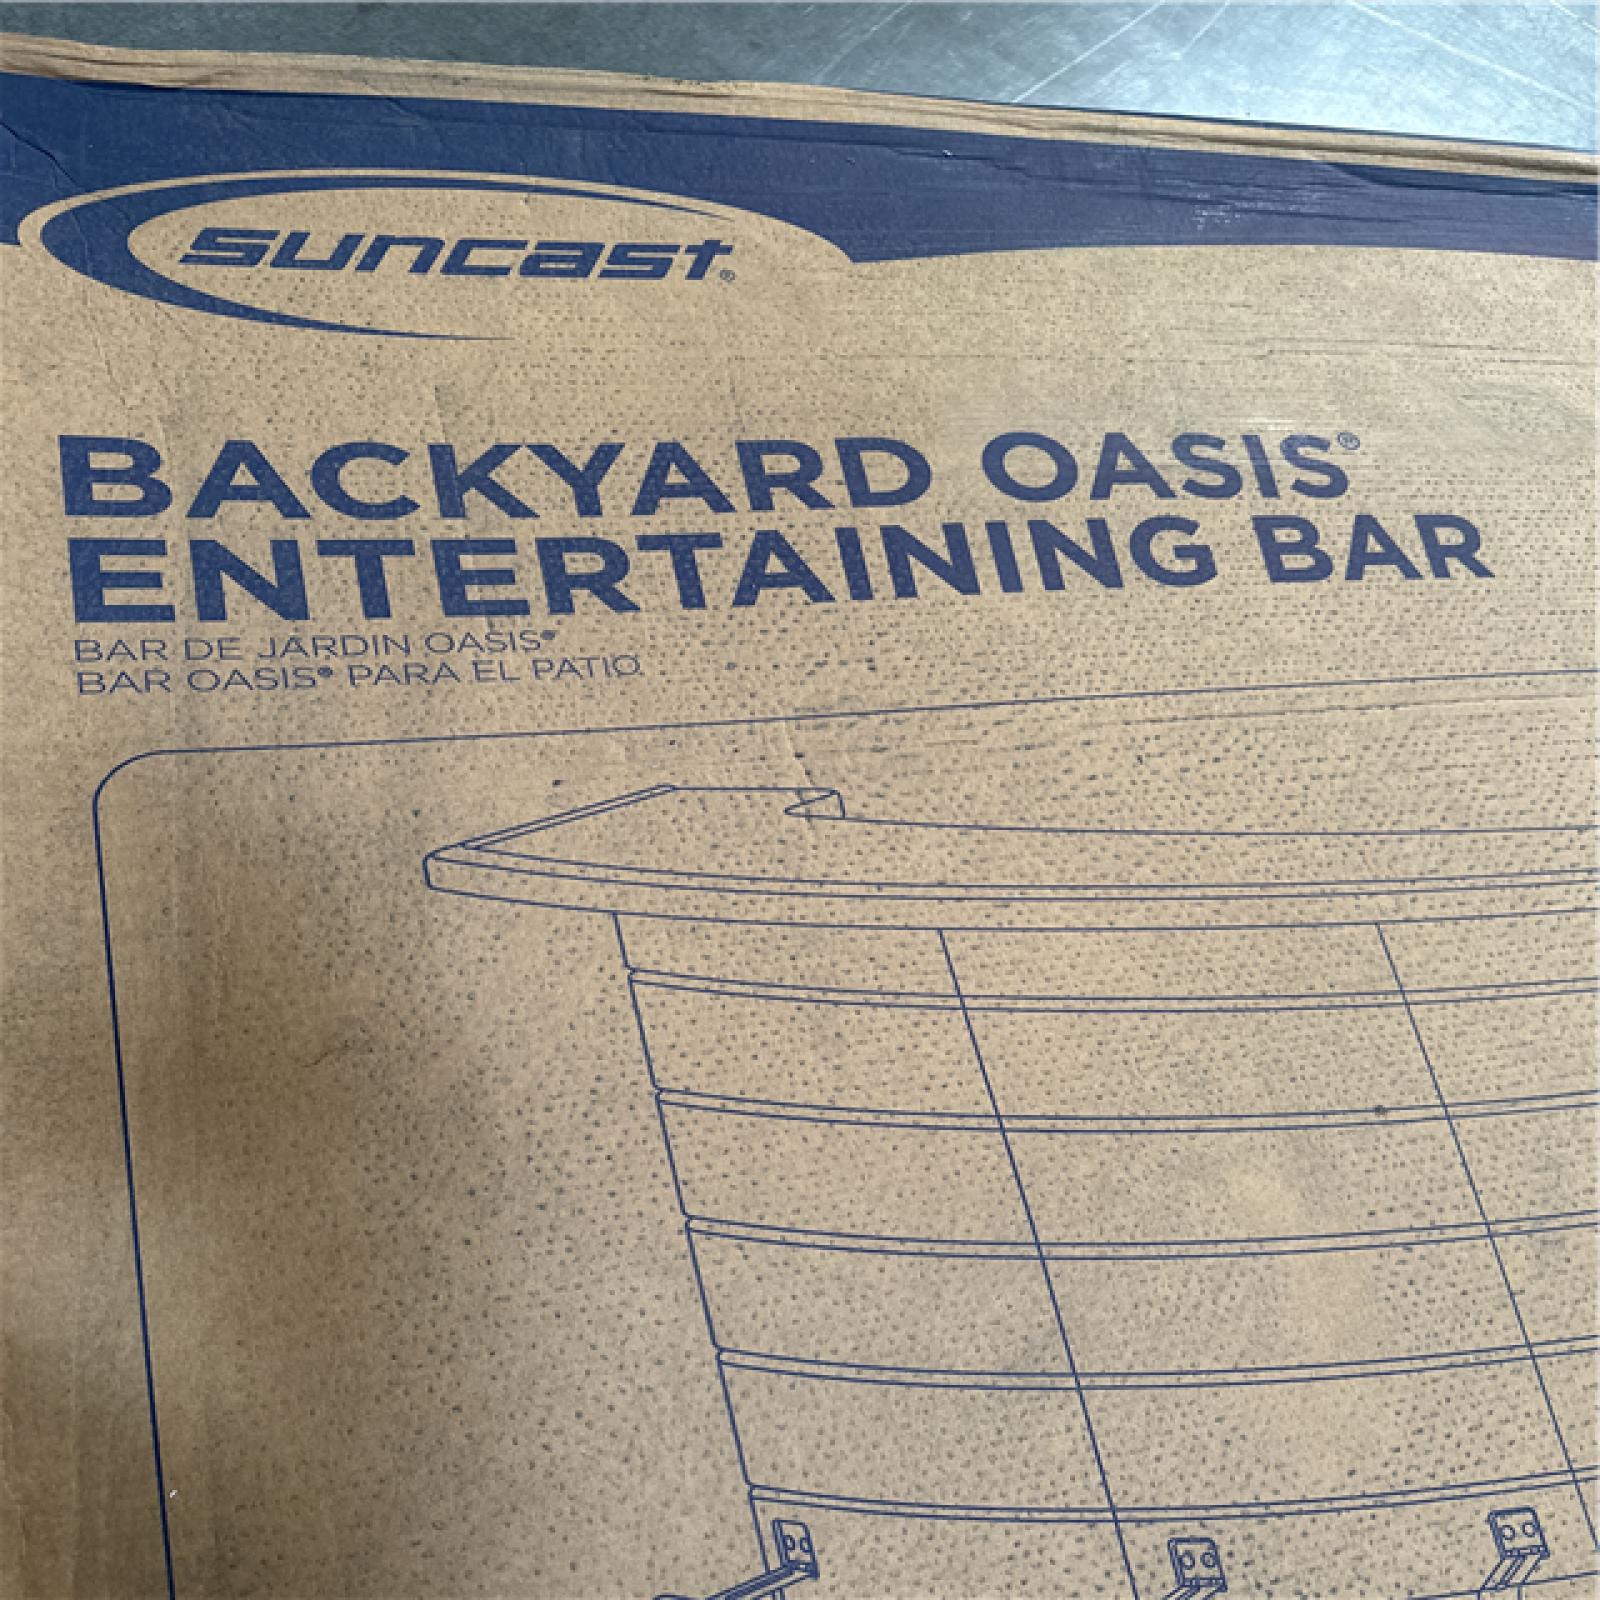 suncast®
BACKYARD OASIS®
ENTERTAINING BAR
BAR DE JARDIN OASIS®
BAR OASIS® PARA EL PATIO